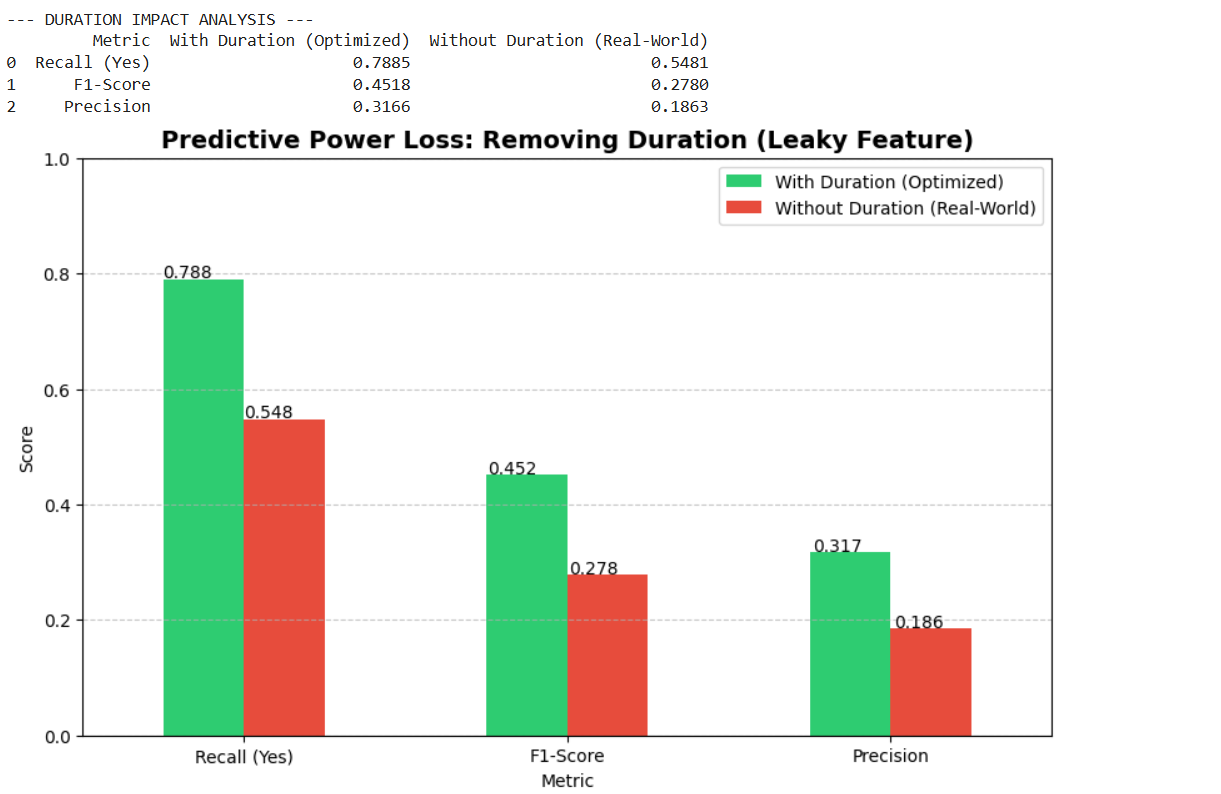 --- DURATION IMPACT ANALYSIS ---
Metric  With Duration (Optimized)  Without Duration (Real-World)
0  Recall (Yes)  0.7885  0.5481
1  F1-Score  0.4518  0.2780
2  Precision  0.3166  0.1863
Predictive Power Loss: Removing Duration (Leaky Feature)
1.0
With Duration (Optimized)
Without Duration (Real-World)
0.8
0.788
0.6
0.548
Score
0.452
0.4
0.317
0.278
0.2
0.186
0.0
Recall (Yes)  F1-Score  Precision
Metric